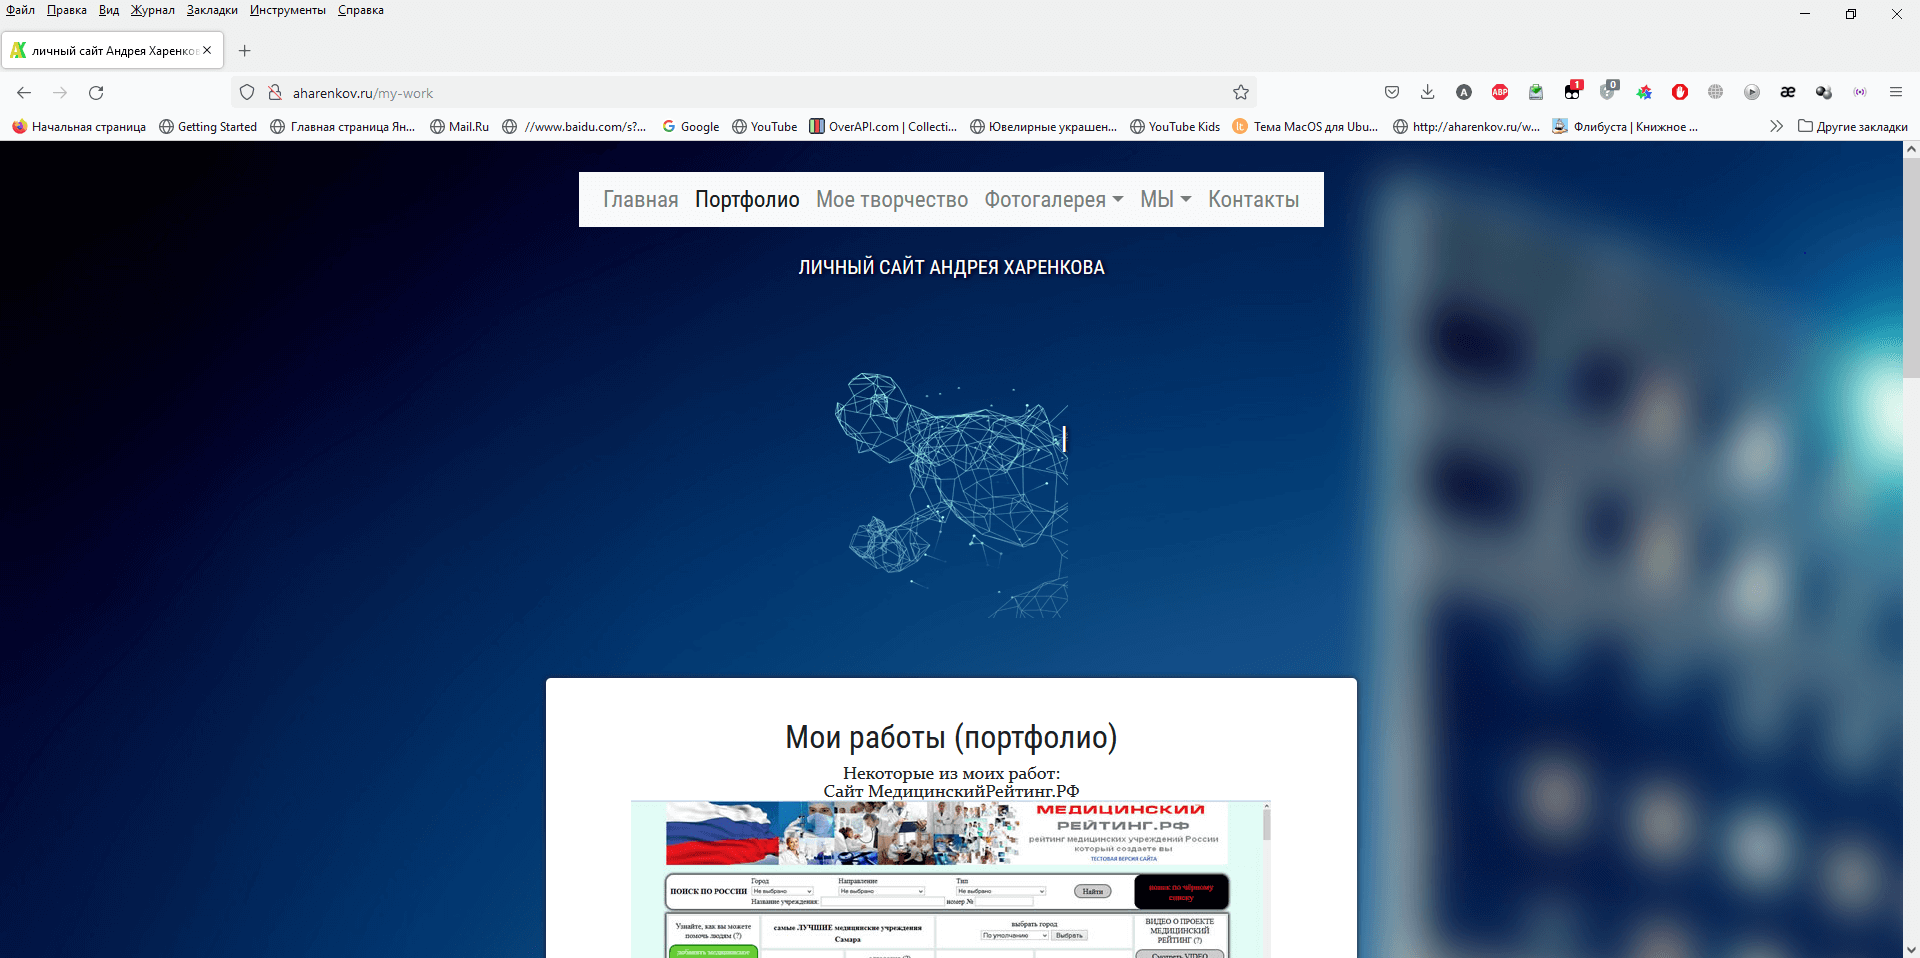 Файл Правка Вид Журнал Закладки Инструменты Справка
личный сайт Андрея Харенков
aharenkov.ru/my-work
Начальная страница Getting Started Главная страница Ян... Mail.Ru //www.baidu.com/s?... Google YouTube OverAPI.com | Collecti... Ювелирные украшен... YouTube Kids Тема MacOS для Ubu... http://aharenkov.ru/w... Флибуста | Книжное ... Другие закладки
Главная Портфолио Мое творчество Фотогалерея МЫ Контакты
ЛИЧНЫЙ САЙТ АНДРЕЯ ХАРЕНКОВА
Мои работы (портфолио)
Некоторые из моих работ:
Сайт МедицинскийРейтинг.РФ
МЕДИЦИНСКИЙ
РЕЙТИНГ.РФ
рейтинг медицинских учреждений России
который создаете вы
ТЕСТОВАЯ ВЕРСИЯ САЙТА
ПОИСК ПО РОССИИ
Город Направление Тип
Не выбрано Не выбрано Не выбрано
Найти
Название учреждения: номер №
поиск по чёрному
списку
Узнайте, как вы можете
помочь людям (?)
добавить медицинское
самые ЛУЧШИЕ медицинские учреждения
Самара
выбрать город
По умолчанию Выбрать
ВИДЕО О ПРОЕКТЕ
МЕДИЦИНСКИЙ
РЕЙТИНГ (?)
Смотреть VIDEO